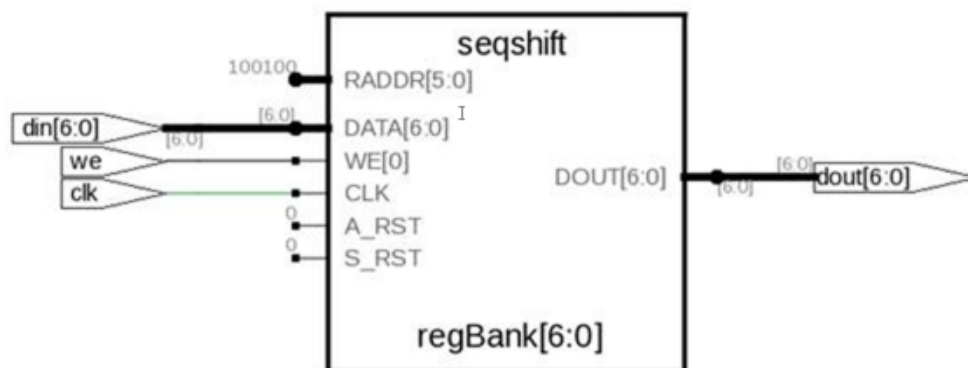 seqshift
100100
RADDR[5:0]
din[6:0]
[6:0]
[6:0]
DATA[6:0]
we
WE[0]
clk
CLK
0
A_RST
0
S_RST
DOUT[6:0]
[6:0]
[6:0]
dout[6:0]
regBank[6:0]